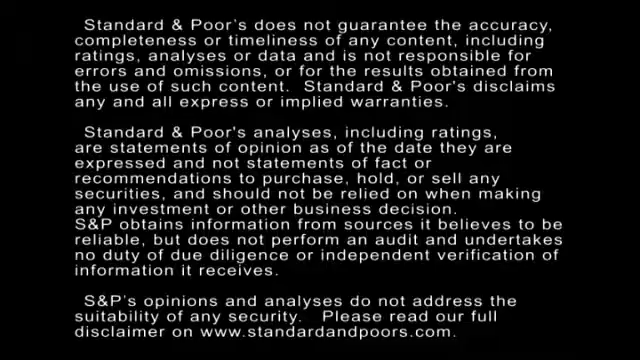 Standard & Poor's does not guarantee the accuracy,
completeness or timeliness of any content, including
ratings, analyses or data and is not responsible for
errors and omissions, or for the results obtained from
the use of such content.  Standard & Poor's disclaims
any and all express or implied warranties.
Standard & Poor's analyses, including ratings,
are statements of opinion as of the date they are
expressed and not statements of fact or
recommendations to purchase, hold, or sell any
securities, and should not be relied on when making
any investment or other business decision.
S&P obtains information from sources it believes to be
reliable, but does not perform an audit and undertakes
no duty of due diligence or independent verification of
information it receives.
S&P's opinions and analyses do not address the
suitability of any security.   Please read our full
disclaimer on www.standardandpoors.com.